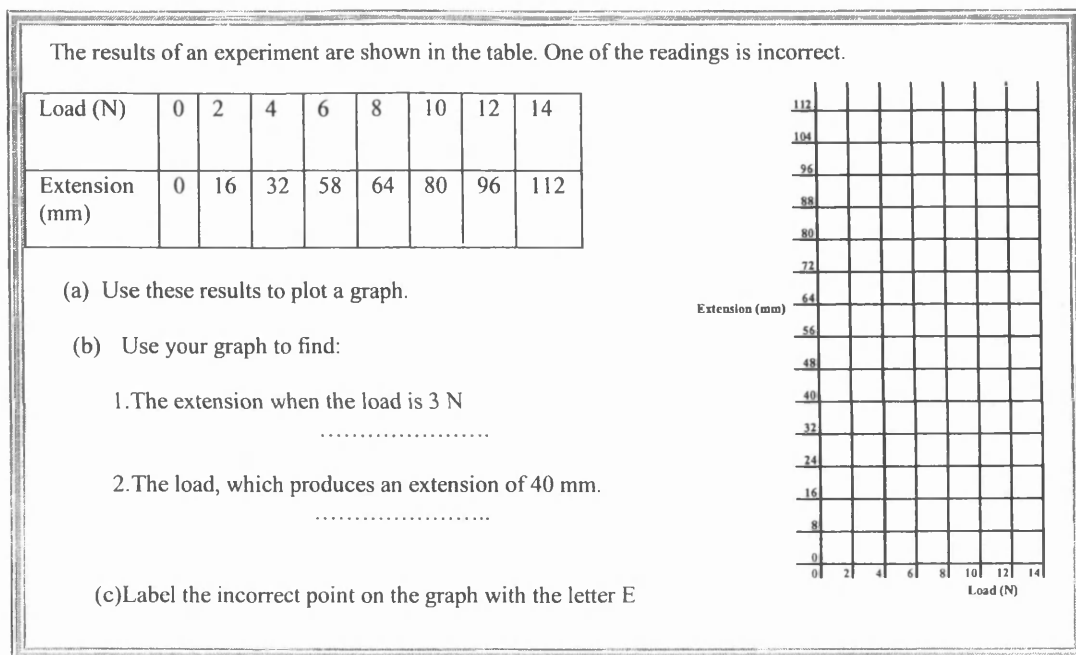 The results of an experiment are shown in the table. One of the readings is incorrect.
Load (N) 0 2 4 6 8 10 12 14
Extension (mm) 0 16 32 58 64 80 96 112
(a) Use these results to plot a graph.
(b) Use your graph to find:
1.The extension when the load is 3 N
......................
2.The load, which produces an extension of 40 mm.
.......................
(c)Label the incorrect point on the graph with the letter E
112
104
96
88
80
72
Extension (mm) 64
56
48
40
32
24
16
8
0
0 2 4 6 8 10 12 14
Load (N)